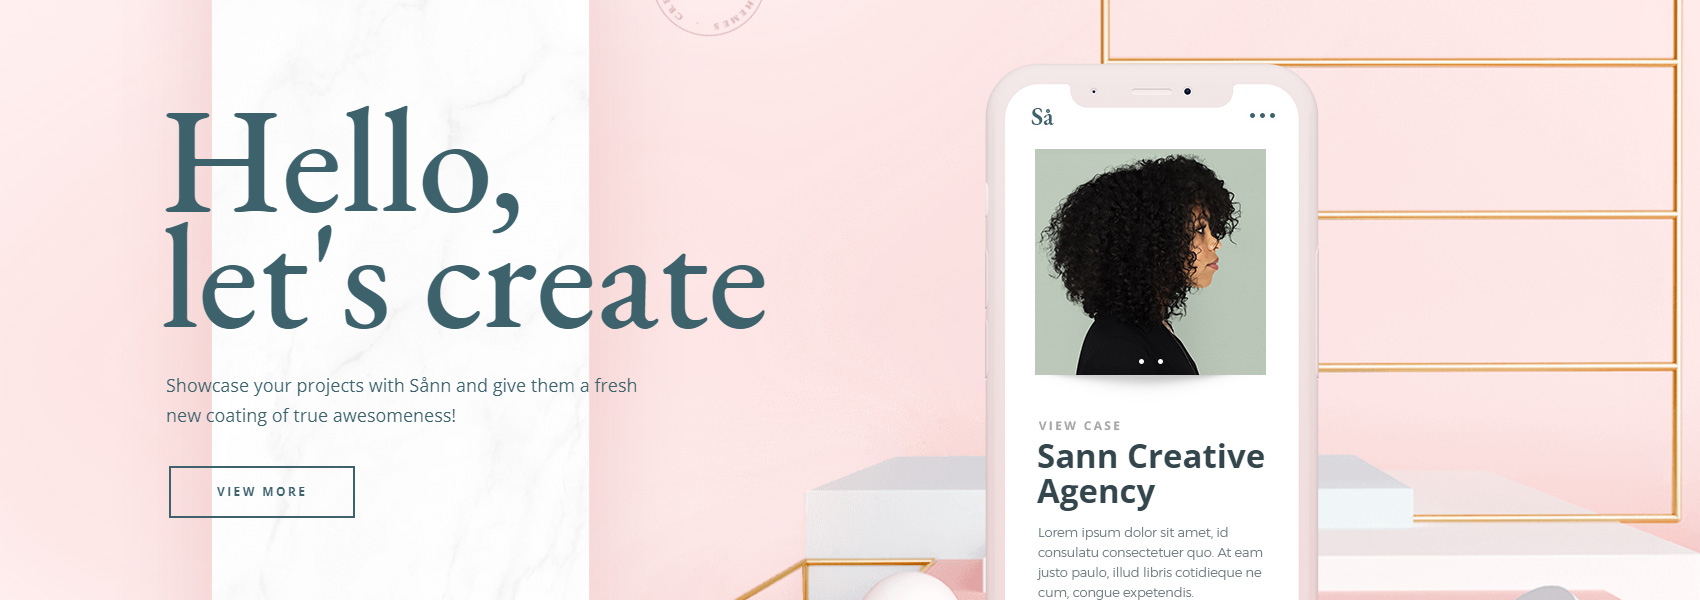 HEMES · CRE
Hello,
let's create
Showcase your projects with Sånn and give them a fresh
new coating of true awesomeness!
VIEW MORE
Så
VIEW CASE
Sann Creative
Agency
Lorem ipsum dolor sit amet, id
consulatu consectetuer quo. At eam
justo paulo, illud libris cotidieque ne
cum, congue expetendis.